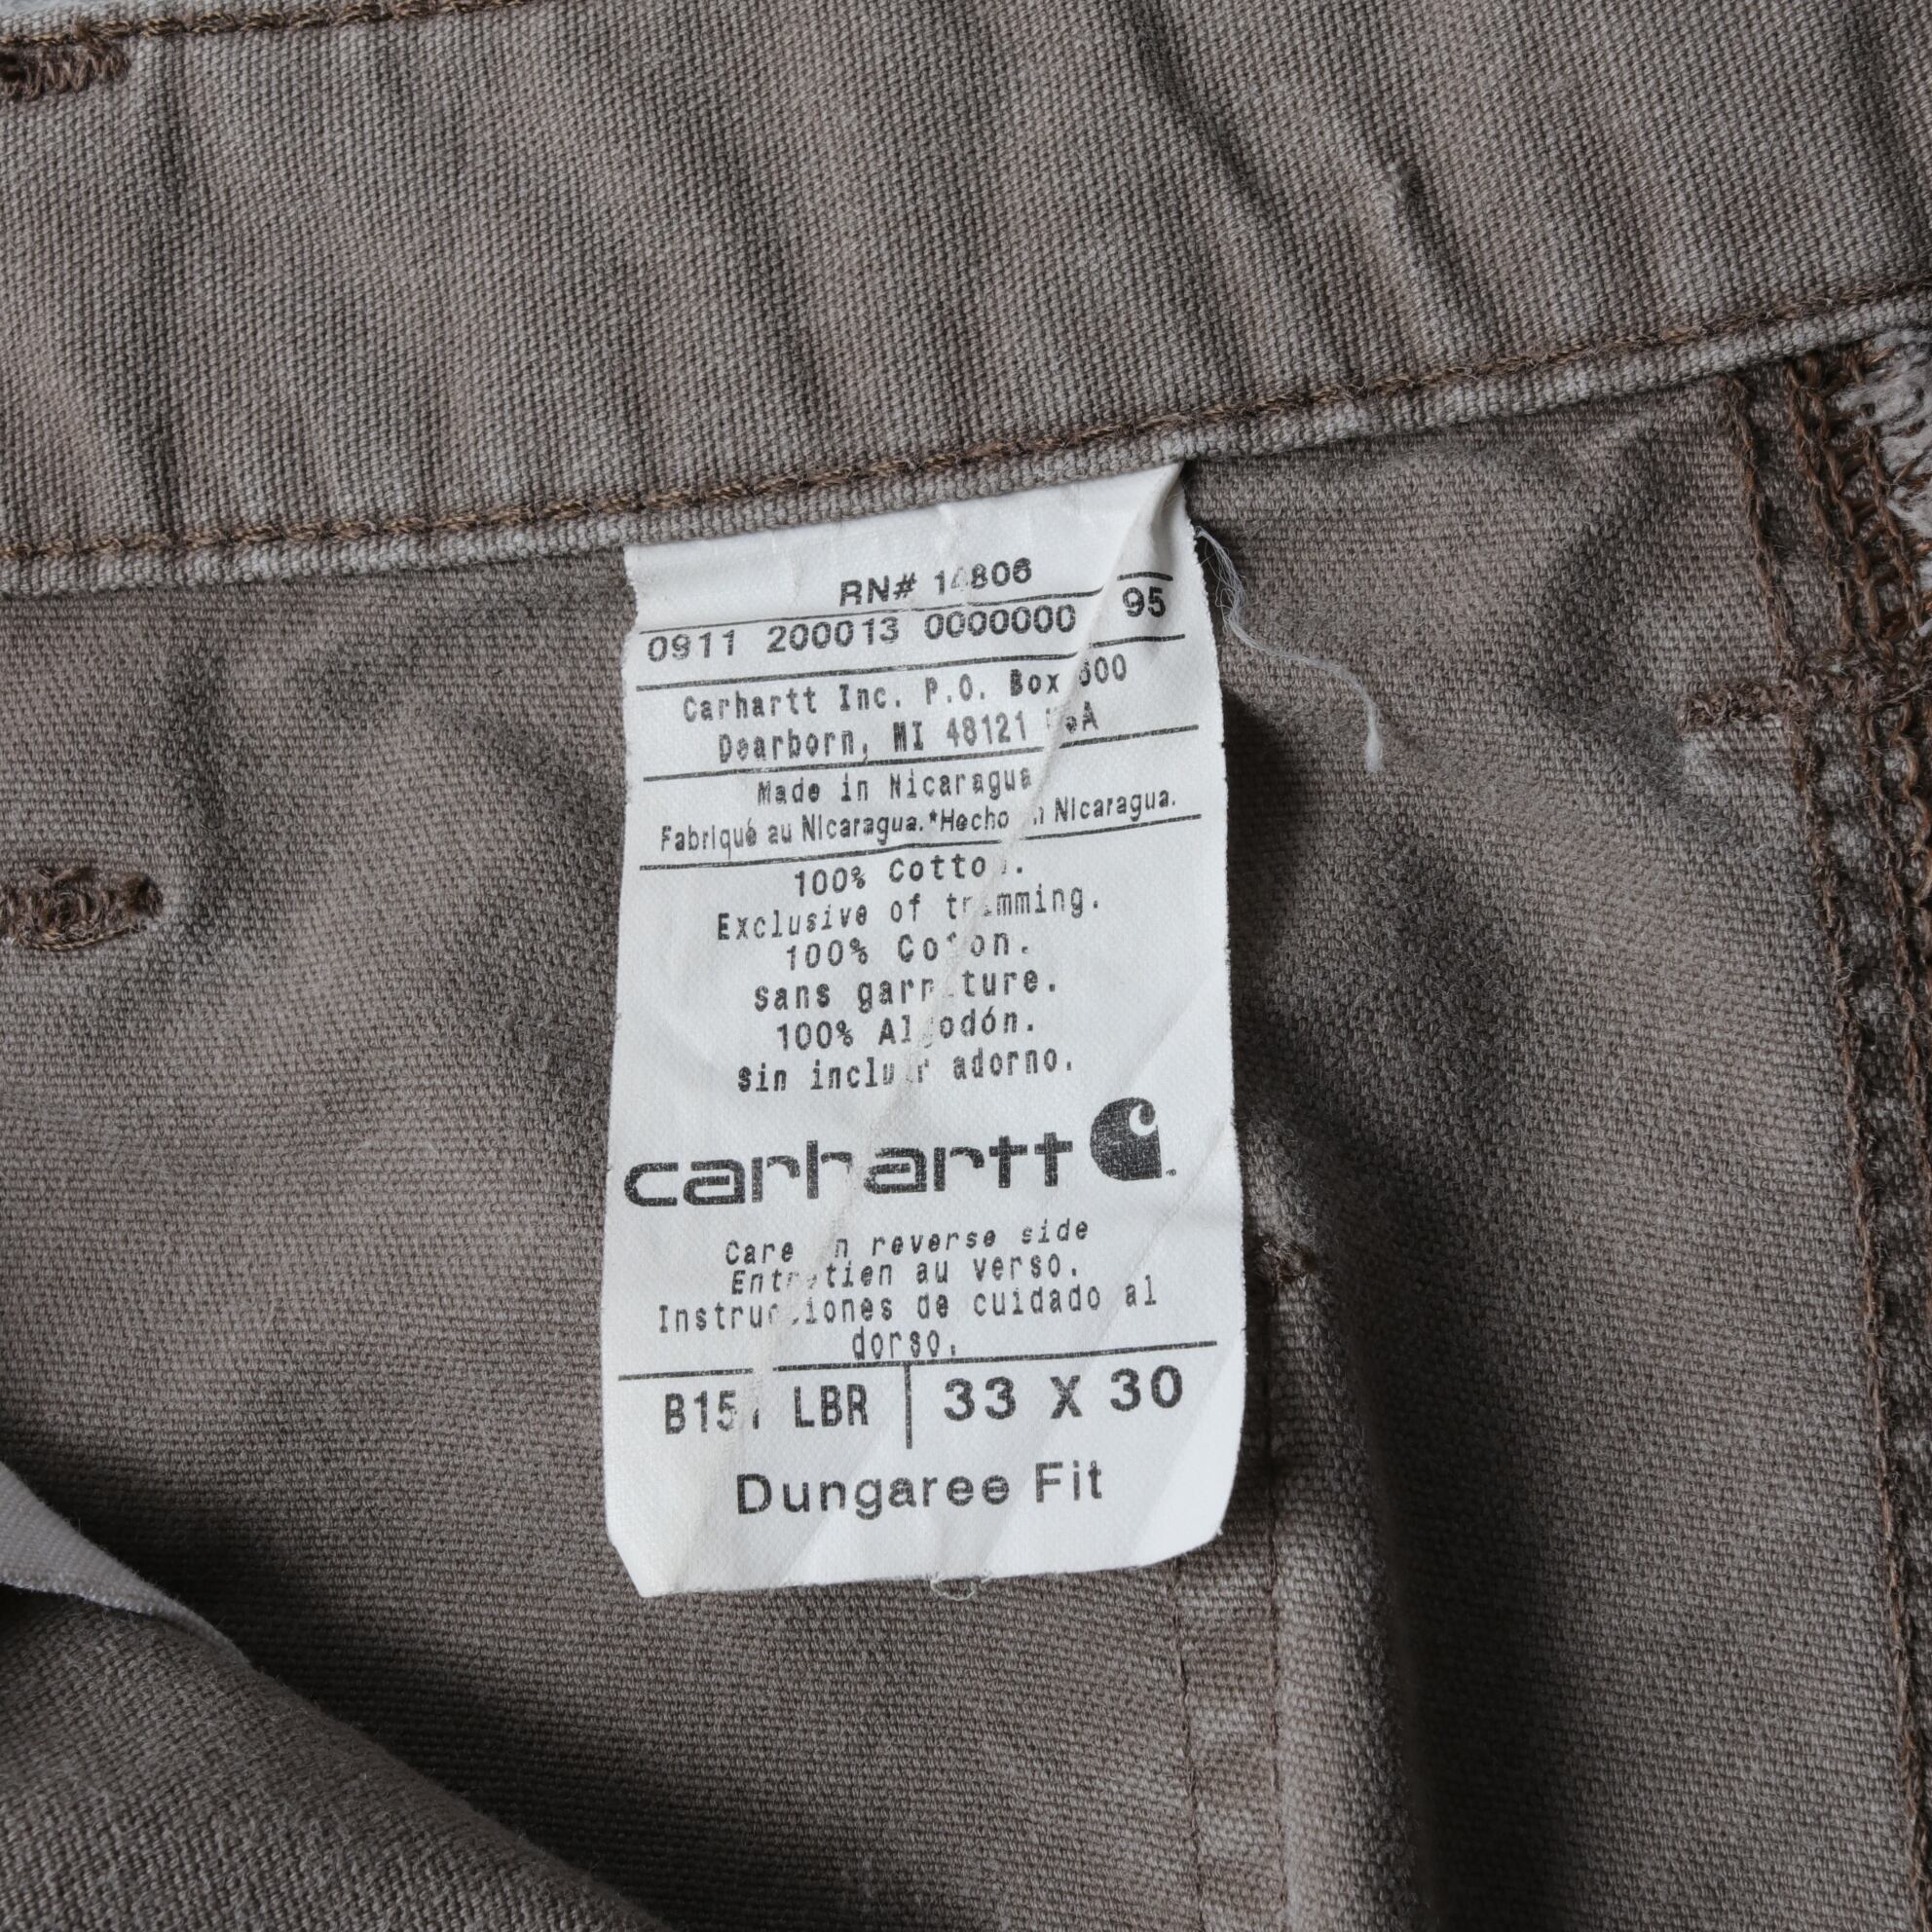 RN# 14806
0911 200013 0000000 95
Carhartt Inc. P.O. Box 600
Dearborn, MI 48121
Made in Nicaragua
Fabriqué au Nicaragua.*Hecho en Nicaragua.
100% Cotton.
Exclusive of trimming.
100% Coton.
Sans garniture.
100% Algodón.
Sin incluir adorno.
carhartt
Care on reverse side
Entretien au verso.
Instrucciones de cuidado al
dorso.
B151 LBR 33 X 30
Dungaree Fit